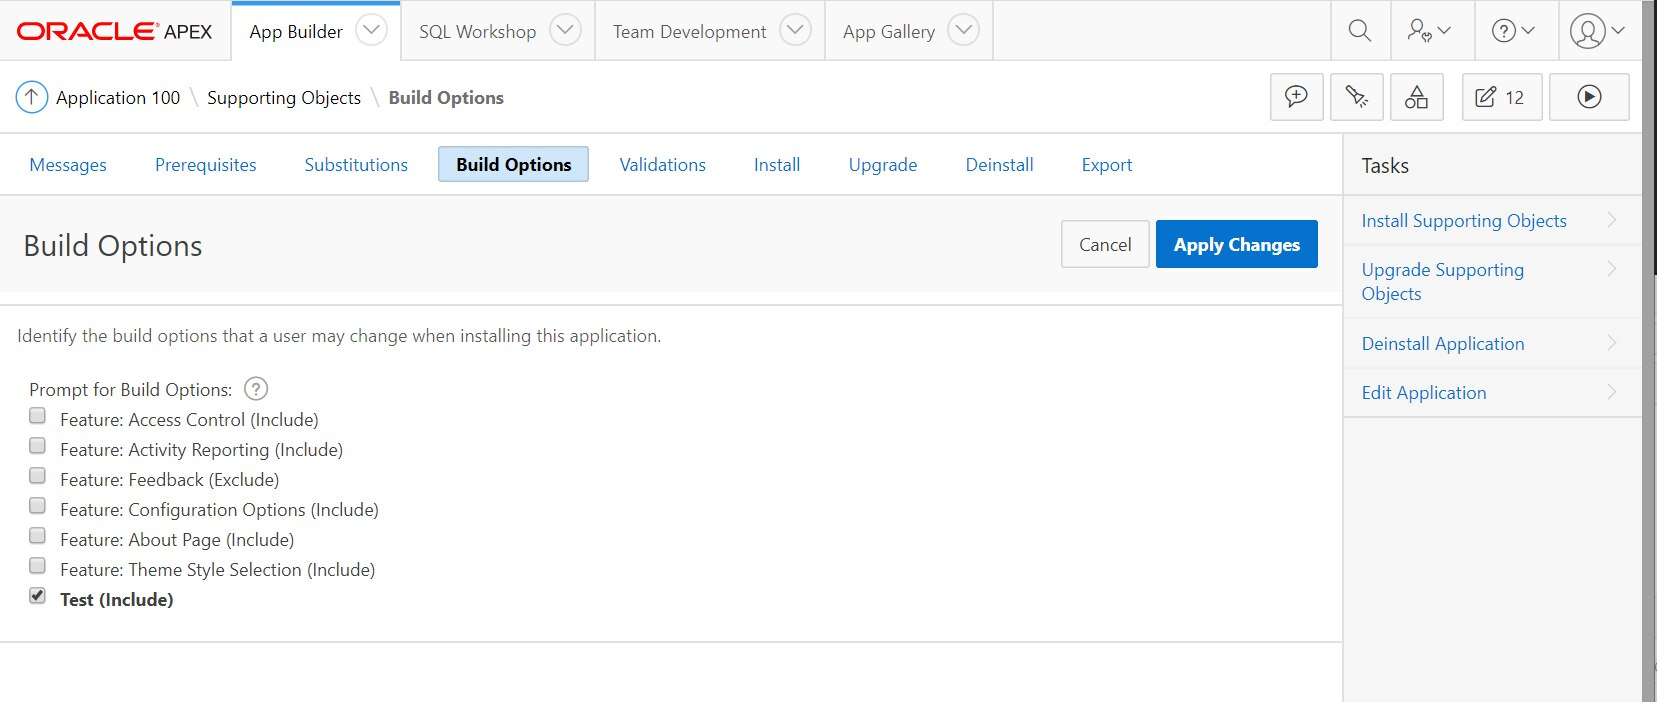 ORACLE APEX App Builder SQL Workshop Team Development App Gallery
Application 100 \ Supporting Objects \ Build Options 12
Messages Prerequisites Substitutions Build Options Validations Install Upgrade Deinstall Export
Build Options
Cancel Apply Changes
Identify the build options that a user may change when installing this application.
Prompt for Build Options: ?
Feature: Access Control (Include)
Feature: Activity Reporting (Include)
Feature: Feedback (Exclude)
Feature: Configuration Options (Include)
Feature: About Page (Include)
Feature: Theme Style Selection (Include)
Test (Include)
Tasks
Install Supporting Objects
Upgrade Supporting
Objects
Deinstall Application
Edit Application